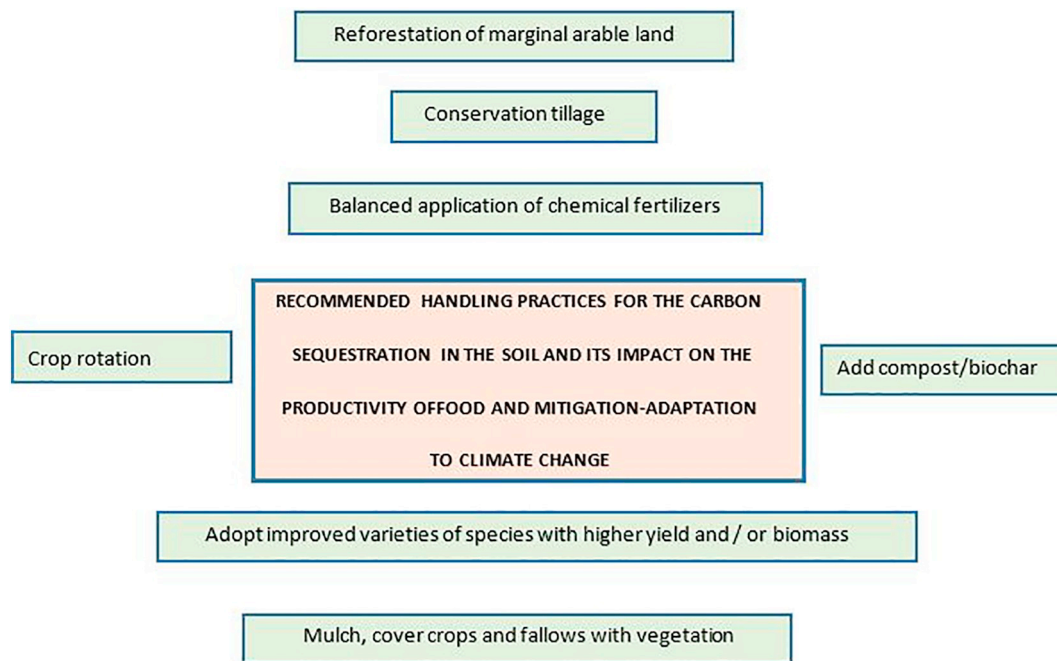 Reforestation of marginal arable land
Conservation tillage
Balanced application of chemical fertilizers
RECOMMENDED HANDLING PRACTICES FOR THE CARBON
SEQUESTRATION IN THE SOIL AND ITS IMPACT ON THE
PRODUCTIVITY OFFOOD AND MITIGATION-ADAPTATION
TO CLIMATE CHANGE
Crop rotation
Add compost/biochar
Adopt improved varieties of species with higher yield and / or biomass
Mulch, cover crops and fallows with vegetation